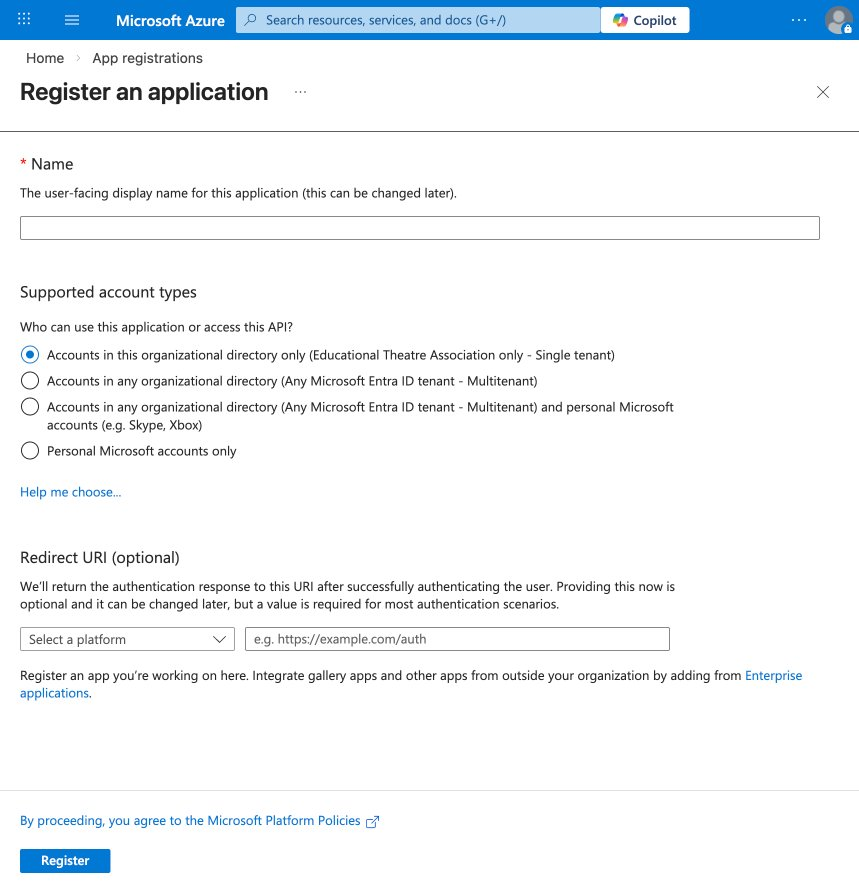 Microsoft Azure
Search resources, services, and docs (G+/)
Copilot
Home
App registrations
Register an application
* Name
The user-facing display name for this application (this can be changed later).
Supported account types
Who can use this application or access this API?
Accounts in this organizational directory only (Educational Theatre Association only - Single tenant)
Accounts in any organizational directory (Any Microsoft Entra ID tenant - Multitenant)
Accounts in any organizational directory (Any Microsoft Entra ID tenant - Multitenant) and personal Microsoft
accounts (e.g. Skype, Xbox)
Personal Microsoft accounts only
Help me choose...
Redirect URI (optional)
We'll return the authentication response to this URI after successfully authenticating the user. Providing this now is
optional and it can be changed later, but a value is required for most authentication scenarios.
Select a platform
e.g. https://example.com/auth
Register an app you're working on here. Integrate gallery apps and other apps from outside your organization by adding from Enterprise
applications.
By proceeding, you agree to the Microsoft Platform Policies
Register